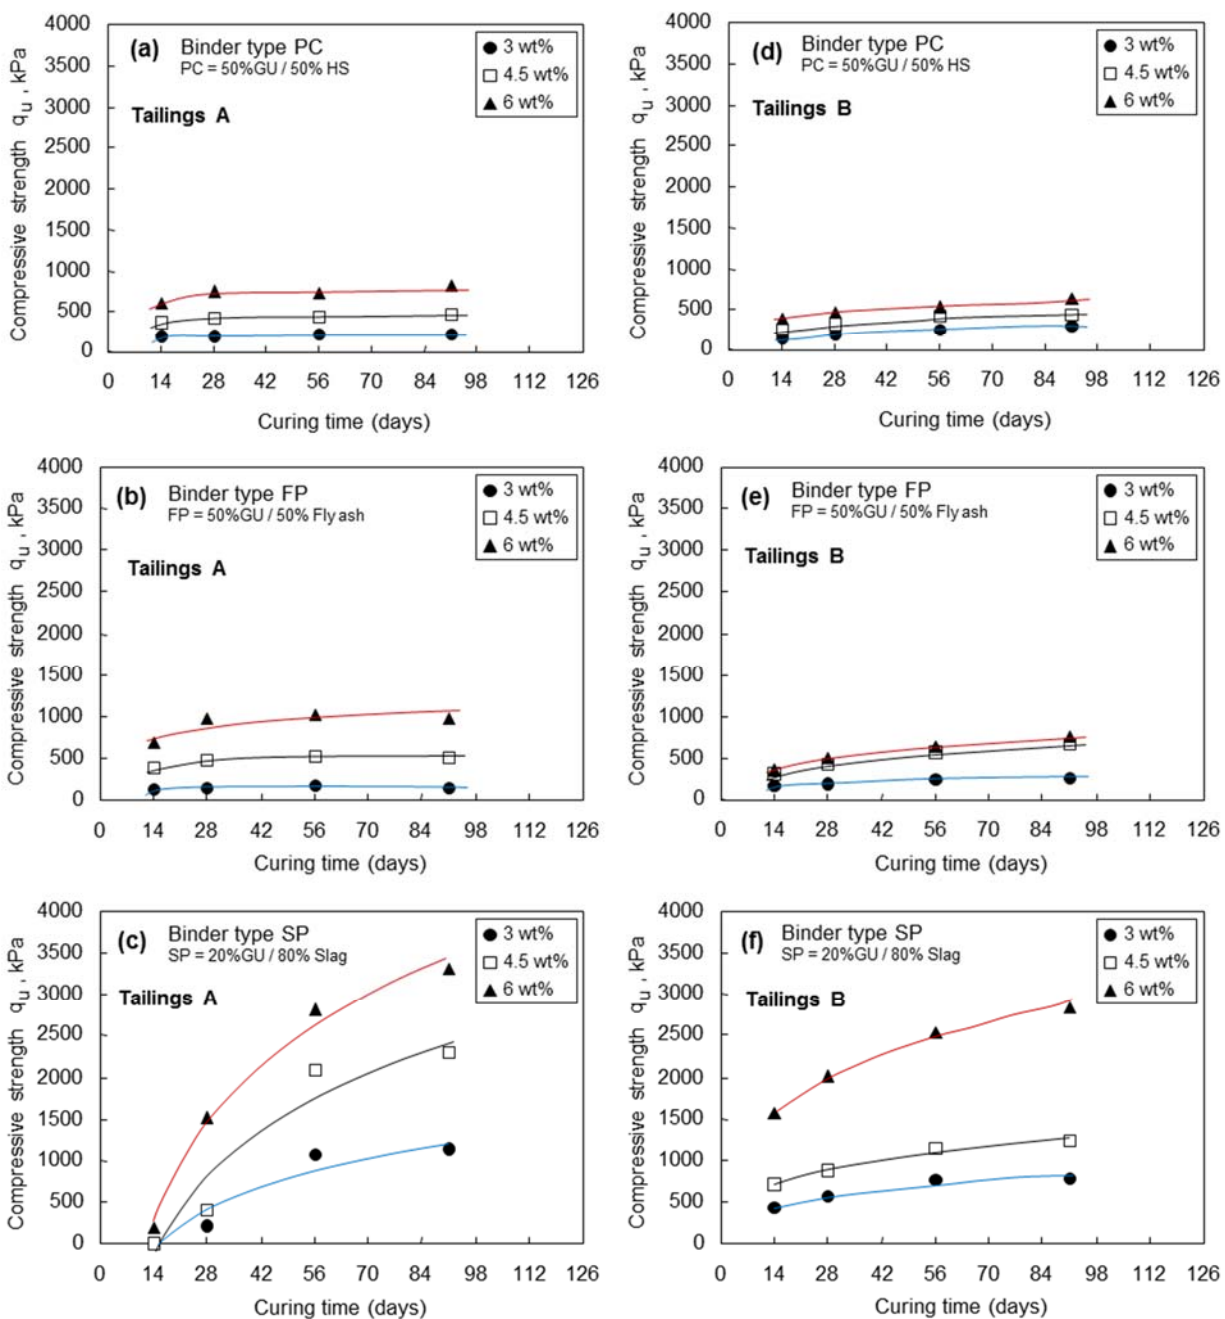 (a) Binder type PC
PC = 50%GU / 50% HS
Tailings A
3 wt%
4.5 wt%
6 wt%
Compressive strength qu , kPa
4000
3500
3000
2500
2000
1500
1000
500
0
0 14 28 42 56 70 84 98 112 126
Curing time (days)
(d) Binder type PC
PC = 50%GU / 50% HS
Tailings B
3 wt%
4.5 wt%
6 wt%
Compressive strength qu , kPa
4000
3500
3000
2500
2000
1500
1000
500
0
0 14 28 42 56 70 84 98 112 126
Curing time (days)
(b) Binder type FP
FP = 50%GU / 50% Fly ash
Tailings A
3 wt%
4.5 wt%
6 wt%
Compressive strength qu , kPa
4000
3500
3000
2500
2000
1500
1000
500
0
0 14 28 42 56 70 84 98 112 126
Curing time (days)
(e) Binder type FP
FP = 50%GU / 50% Fly ash
Tailings B
3 wt%
4.5 wt%
6 wt%
Compressive strength qu , kPa
4000
3500
3000
2500
2000
1500
1000
500
0
0 14 28 42 56 70 84 98 112 126
Curing time (days)
(c) Binder type SP
SP = 20%GU / 80% Slag
Tailings A
3 wt%
4.5 wt%
6 wt%
Compressive strength qu , kPa
4000
3500
3000
2500
2000
1500
1000
500
0
0 14 28 42 56 70 84 98 112 126
Curing time (days)
(f) Binder type SP
SP = 20%GU / 80% Slag
Tailings B
3 wt%
4.5 wt%
6 wt%
Compressive strength qu , kPa
4000
3500
3000
2500
2000
1500
1000
500
0
0 14 28 42 56 70 84 98 112 126
Curing time (days)